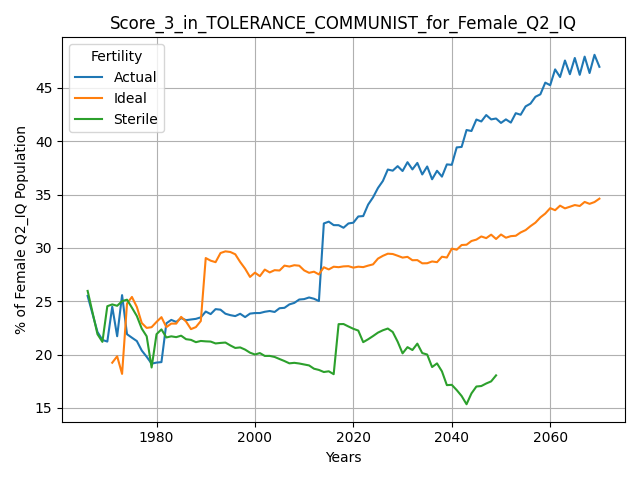 Score_3_in_TOLERANCE_COMMUNIST_for_Female_Q2_IQ
Fertility
Actual
Ideal
Sterile
% of Female Q2_IQ Population
45
40
35
30
25
20
15
1980
2000
2020
2040
2060
Years